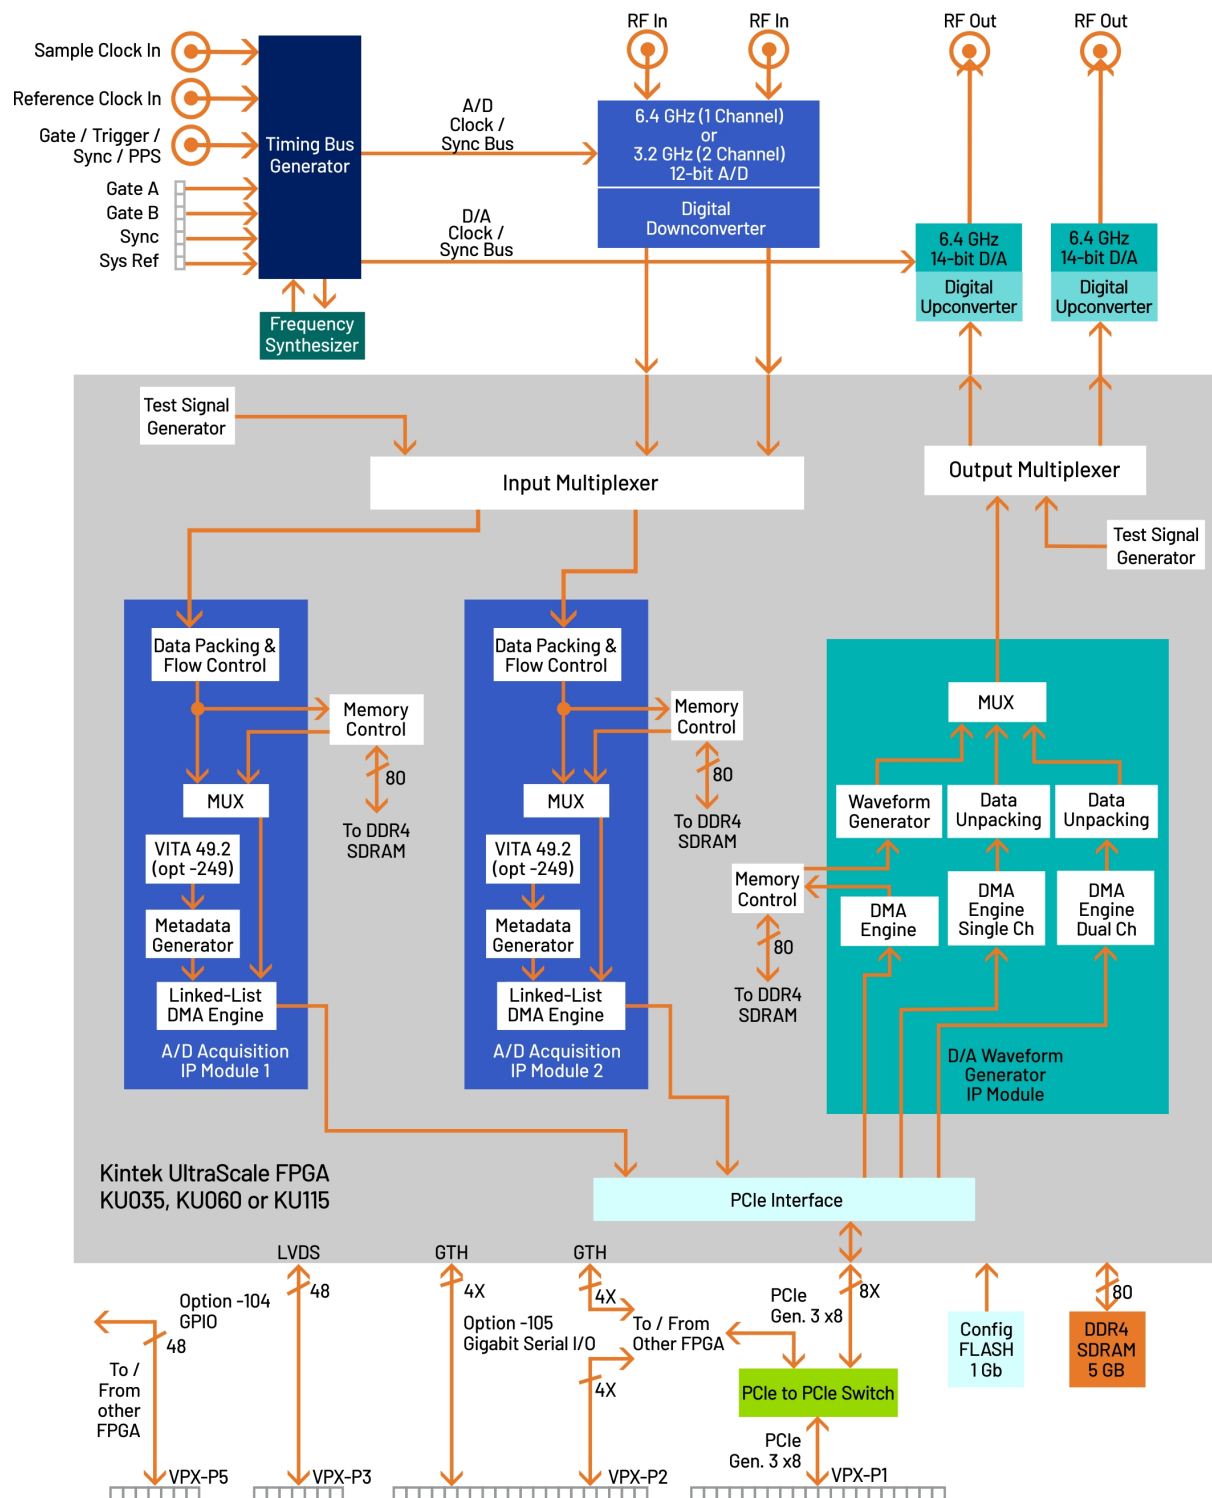 RF In
RF In
RF Out
RF Out
Sample Clock In
Reference Clock In
Gate / Trigger /
Sync / PPS
Gate A
Gate B
Sync
Sys Ref
Timing Bus
Generator
Frequency
Synthesizer
A/D
Clock /
Sync Bus
D/A
Clock /
Sync Bus
6.4 GHz (1 Channel)
or
3.2 GHz (2 Channel)
12-bit A/D
Digital
Downconverter
6.4 GHz
14-bit D/A
Digital
Upconverter
6.4 GHz
14-bit D/A
Digital
Upconverter
Test Signal
Generator
Input Multiplexer
Output Multiplexer
Test Signal
Generator
Data Packing &
Flow Control
Memory
Control
80
To DDR4
SDRAM
MUX
VITA 49.2
(opt -249)
Metadata
Generator
Linked-List
DMA Engine
A/D Acquisition
IP Module 1
Data Packing &
Flow Control
Memory
Control
80
To DDR4
SDRAM
MUX
VITA 49.2
(opt -249)
Metadata
Generator
Linked-List
DMA Engine
A/D Acquisition
IP Module 2
MUX
Waveform
Generator
Data
Unpacking
Data
Unpacking
Memory
Control
80
To DDR4
SDRAM
DMA
Engine
DMA
Engine
Single Ch
DMA
Engine
Dual Ch
D/A Waveform
Generator
IP Module
Kintek UltraScale FPGA
KU035, KU060 or KU115
PCIe Interface
LVDS
GTH
GTH
48
4X
4X
8X
80
Option -104
GPIO
48
To /
From
other
FPGA
Option -105
Gigabit Serial I/O
To / From
Other FPGA
4X
PCIe
Gen. 3 x8
PCIe to PCIe Switch
PCIe
Gen. 3 x8
Config
FLASH
1 Gb
DDR4
SDRAM
5 GB
VPX-P5
VPX-P3
VPX-P2
VPX-P1